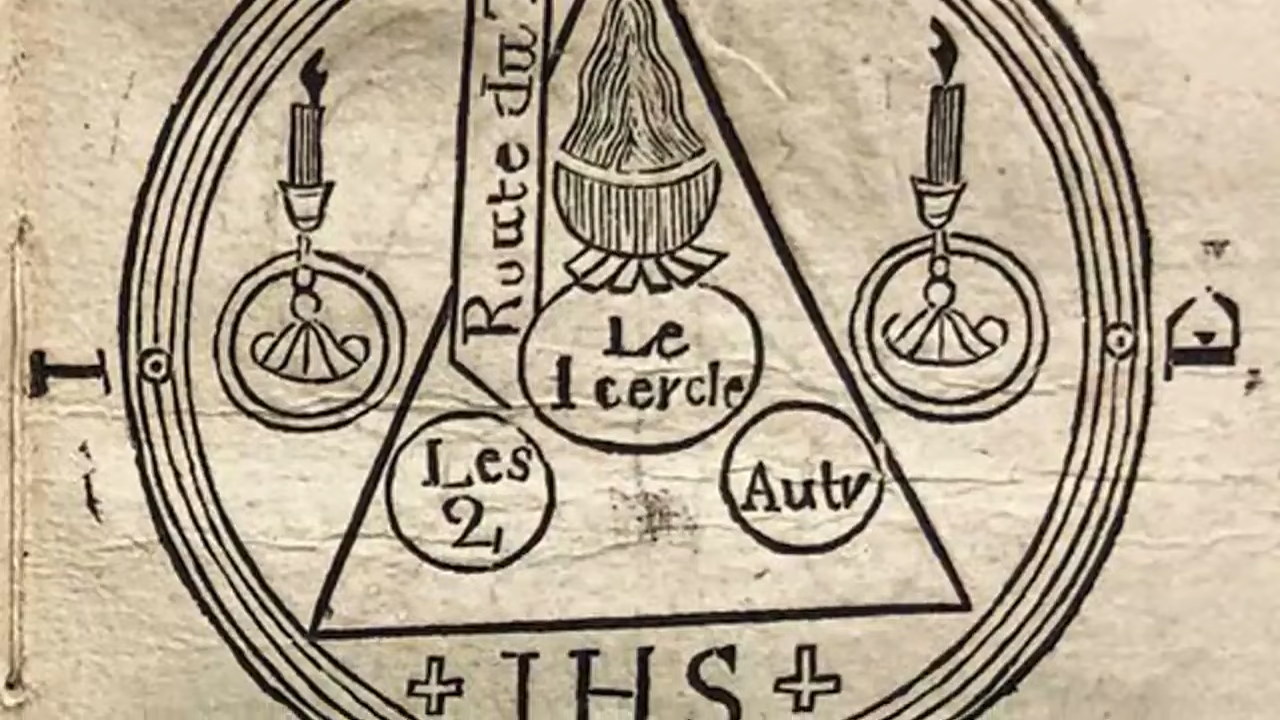 Route du
Le
1 cercle
Les
2
Autr
I
D
+ IHS +